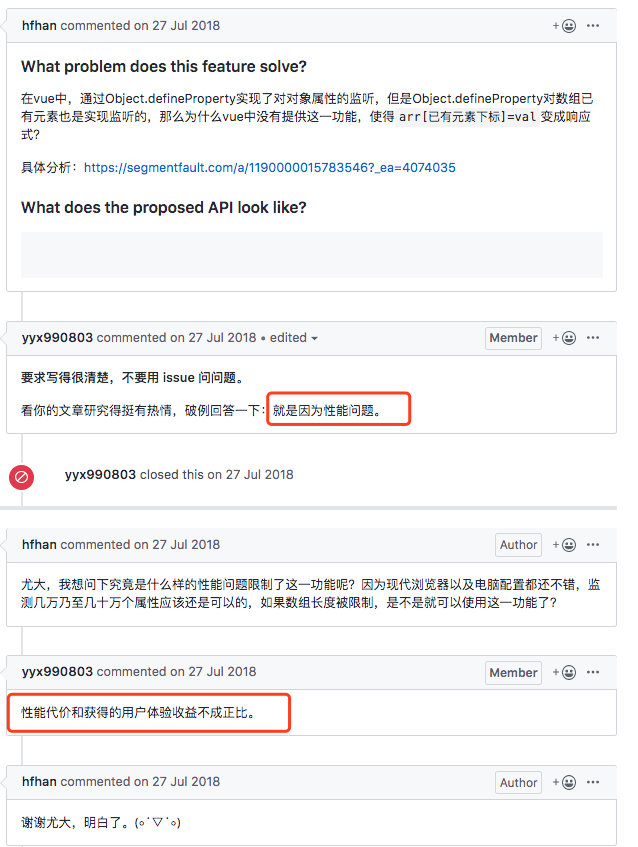 hfhan commented on 27 Jul 2018
What problem does this feature solve?
在vue中，通过Object.defineProperty实现了对对象属性的监听，但是Object.defineProperty对数组已
有元素也是实现监听的，那么为什么vue中没有提供这一功能，使得 arr[已有元素下标]=val 变成响应
式?
具体分析：https://segmentfault.com/a/1190000015783546?_ea=4074035
What does the proposed API look like?
yyx990803 commented on 27 Jul 2018 • edited
Member
要求写得很清楚，不要用 issue 问问题。
看你的文章研究得挺有热情，破例回答一下：就是因为性能问题。
yyx990803 closed this on 27 Jul 2018
hfhan commented on 27 Jul 2018
Author
尤大，我想问下究竟是什么样的性能问题限制了这一功能呢？因为现代浏览器以及电脑配置都还不错，监
测几万乃至几十万个属性应该还是可以的，如果数组长度被限制，是不是就可以使用这一功能了？
yyx990803 commented on 27 Jul 2018
Member
性能代价和获得的用户体验收益不成正比。
hfhan commented on 27 Jul 2018
Author
谢谢尤大，明白了。(∘˙▽˙∘)